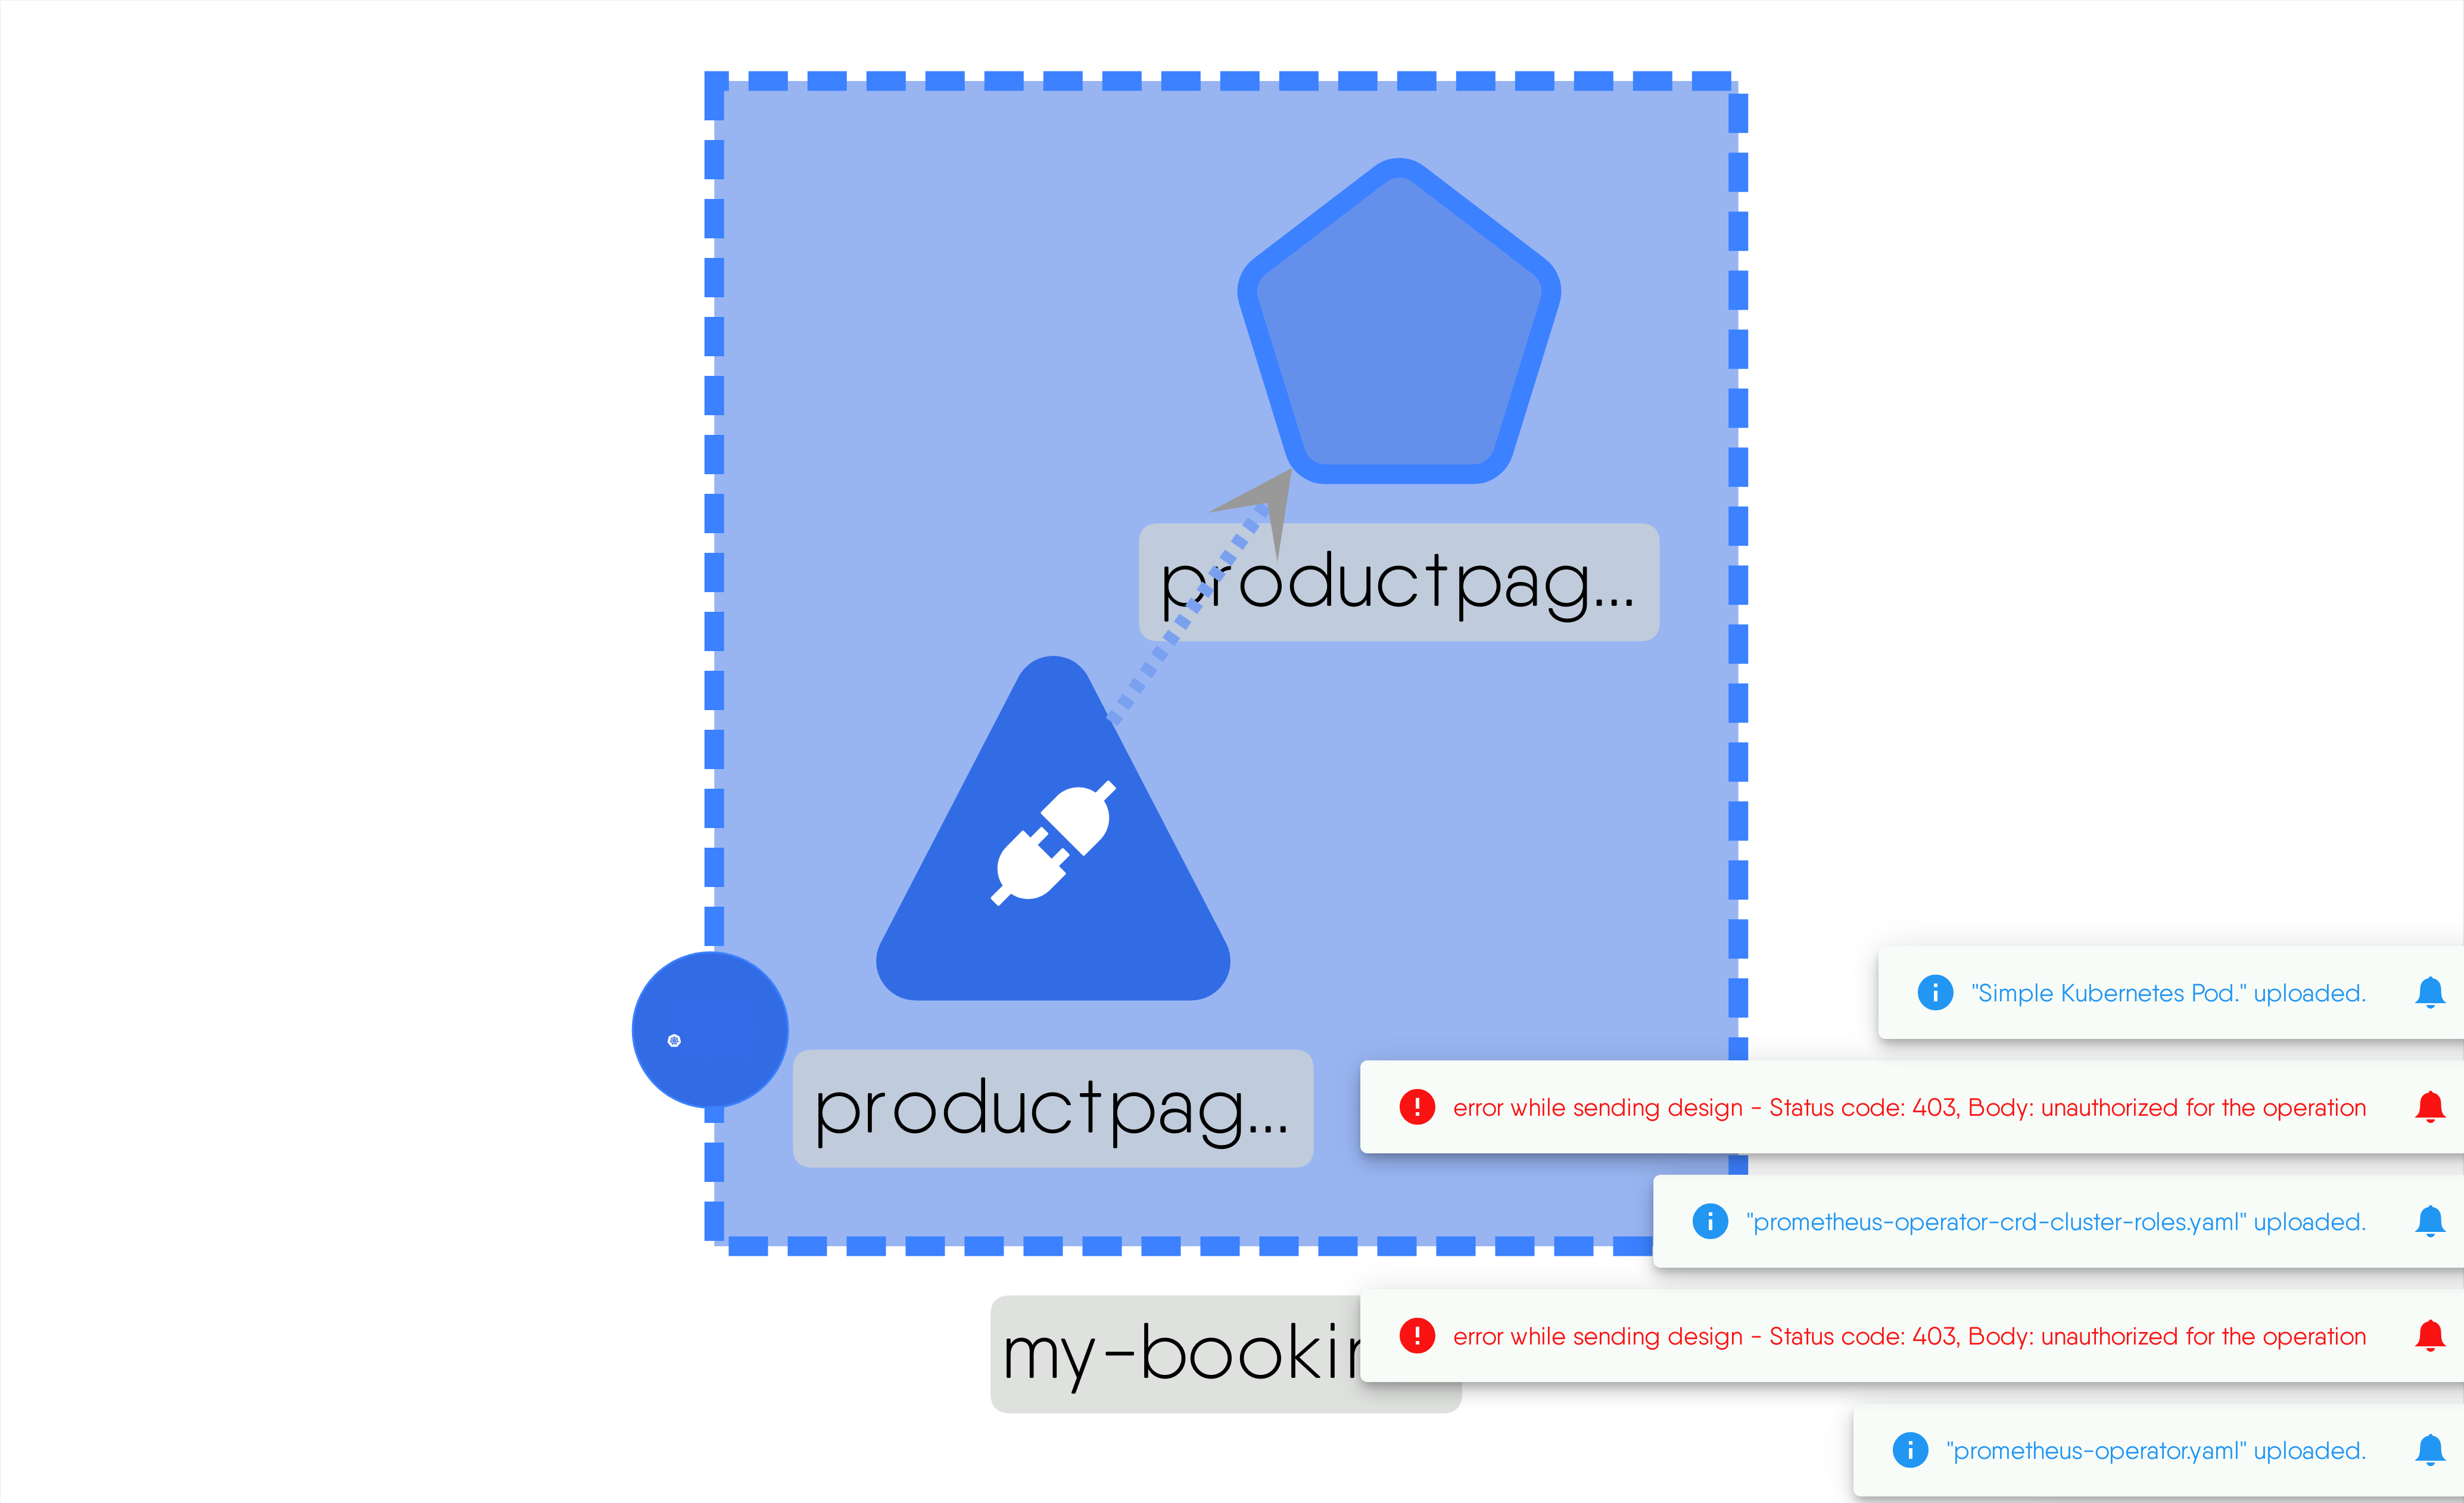 productpag...
productpag...
"Simple Kubernetes Pod." uploaded.
error while sending design - Status code: 403, Body: unauthorized for the operation
"prometheus-operator-crd-cluster-roles.yaml" uploaded.
error while sending design - Status code: 403, Body: unauthorized for the operation
my-bookin
"prometheus-operator.yaml" uploaded.